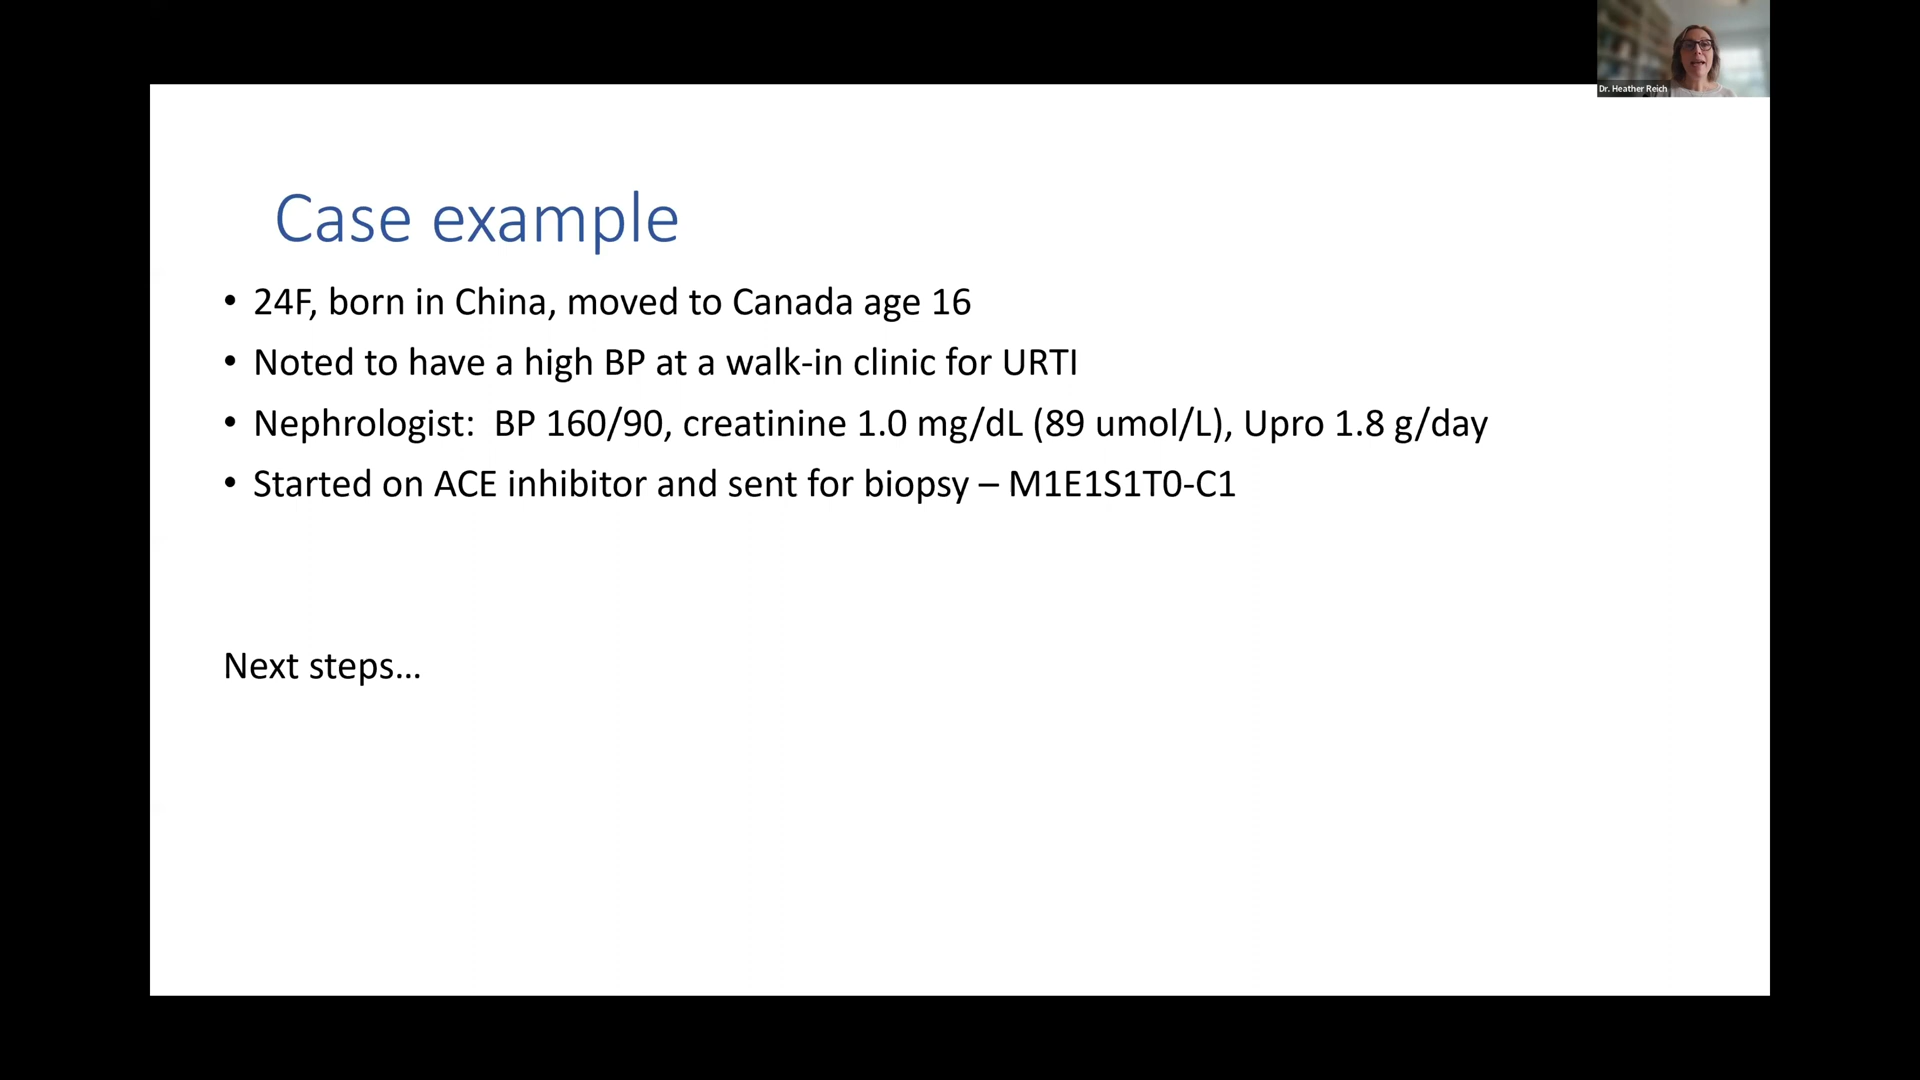 Dr. Heather Reich
Case example
• 24F, born in China, moved to Canada age 16
• Noted to have a high BP at a walk-in clinic for URTI
• Nephrologist:  BP 160/90, creatinine 1.0 mg/dL (89 umol/L), Upro 1.8 g/day
• Started on ACE inhibitor and sent for biopsy – M1E1S1T0-C1
Next steps…